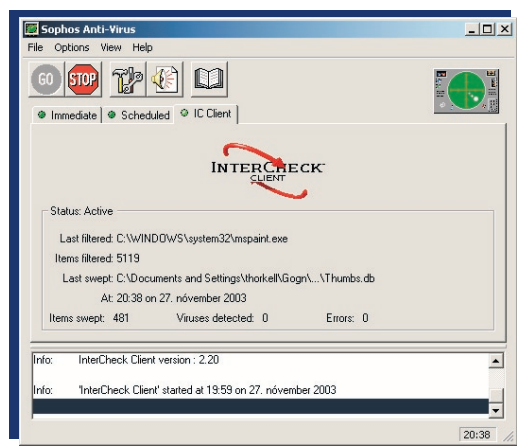 Sophos Anti-Virus
File Options View Help
GO STOP
Immediate Scheduled IC Client
INTERCHECK
CLIENT
Status: Active
Last filtered: C:\WINDOWS\system32\mspaint.exe
Items filtered: 5119
Last swept: C:\Documents and Settings\thorkell\Gogn\...\Thumbs.db
At: 20:38 on 27. nóvember 2003
Items swept: 481 Viruses detected: 0 Errors: 0
Info: InterCheck Client version : 2.20
Info: 'InterCheck Client' started at 19:59 on 27. nóvember 2003
20:38